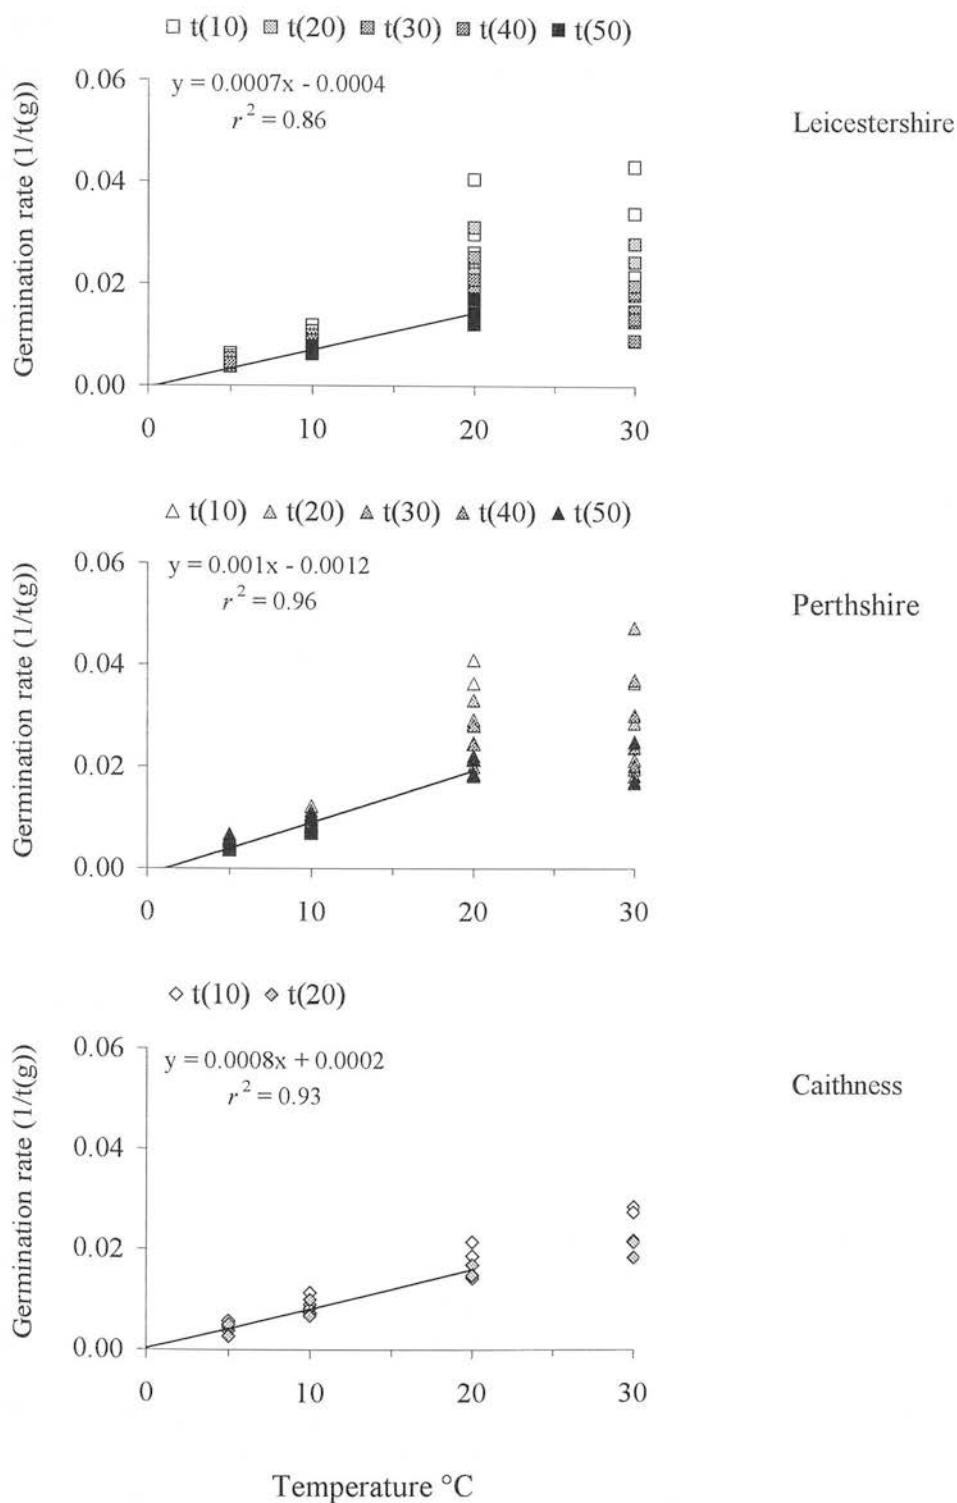 t(10) t(20) t(30) t(40) t(50)
Germination rate (1/t(g))
0.06
0.04
0.02
0.00
y = 0.0007x - 0.0004
r² = 0.86
Leicestershire
0 10 20 30
t(10) t(20) t(30) t(40) t(50)
Germination rate (1/t(g))
0.06
0.04
0.02
0.00
y = 0.001x - 0.0012
r² = 0.96
Perthshire
0 10 20 30
t(10) t(20)
Germination rate (1/t(g))
0.06
0.04
0.02
0.00
y = 0.0008x + 0.0002
r² = 0.93
Caithness
0 10 20 30
Temperature °C